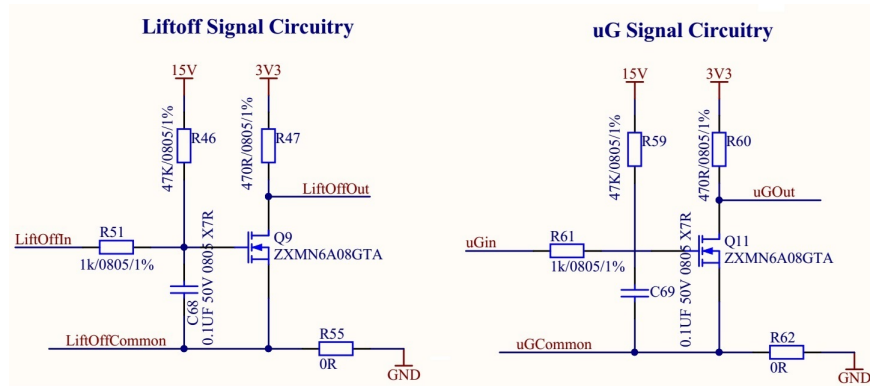 Liftoff Signal Circuitry
15V
3V3
47K/0805/1%
R46
470R/0805/1%
R47
LiftOffOut
LiftOffIn
R51
1k/0805/1%
Q9
ZXMN6A08GTA
C68
0.1UF 50V 0805 X7R
LiftOffCommon
R55
0R
GND
uG Signal Circuitry
15V
3V3
47K/0805/1%
R59
470R/0805/1%
R60
uGOut
uGin
R61
1k/0805/1%
Q11
ZXMN6A08GTA
C69
0.1UF 50V 0805 X7R
uGCommon
R62
0R
GND